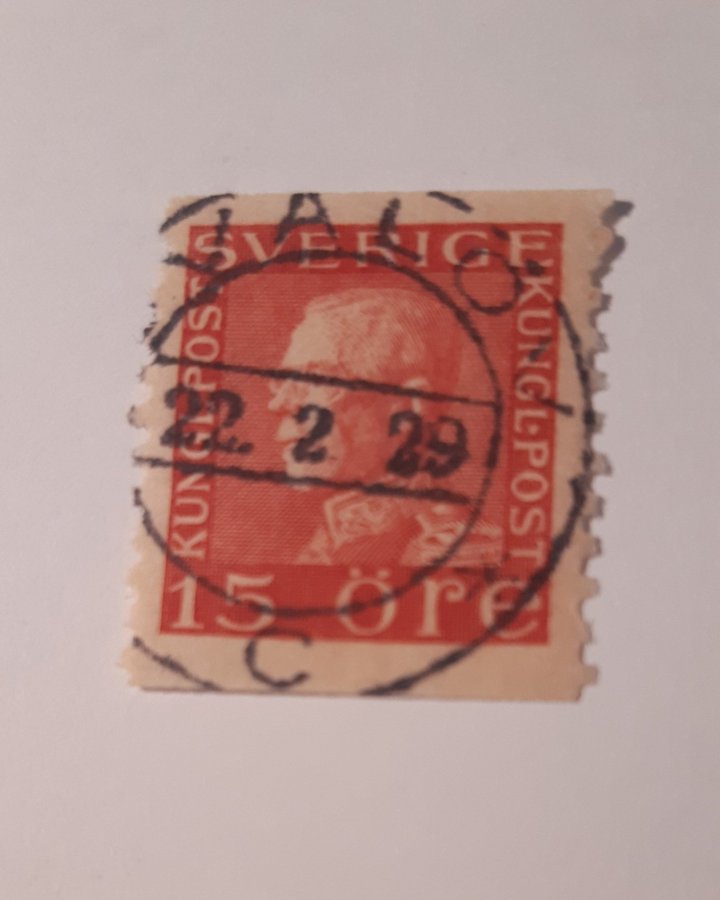 SVERIGE
KUNGL·POST
22 2 29
KUNGL·POST
15 öre
C